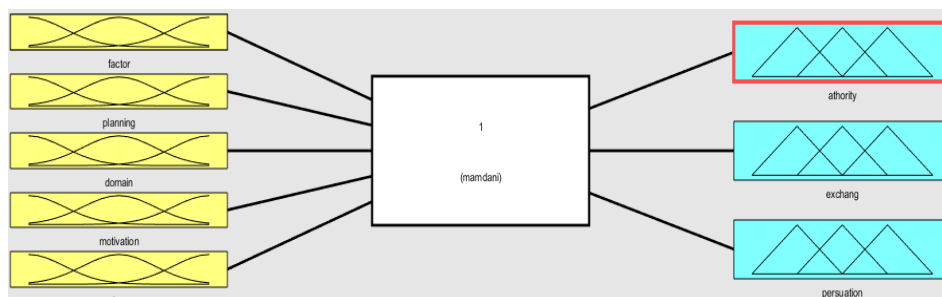 factor
planning
domain
motivation
1
(mamdani)
athority
exchang
persuation